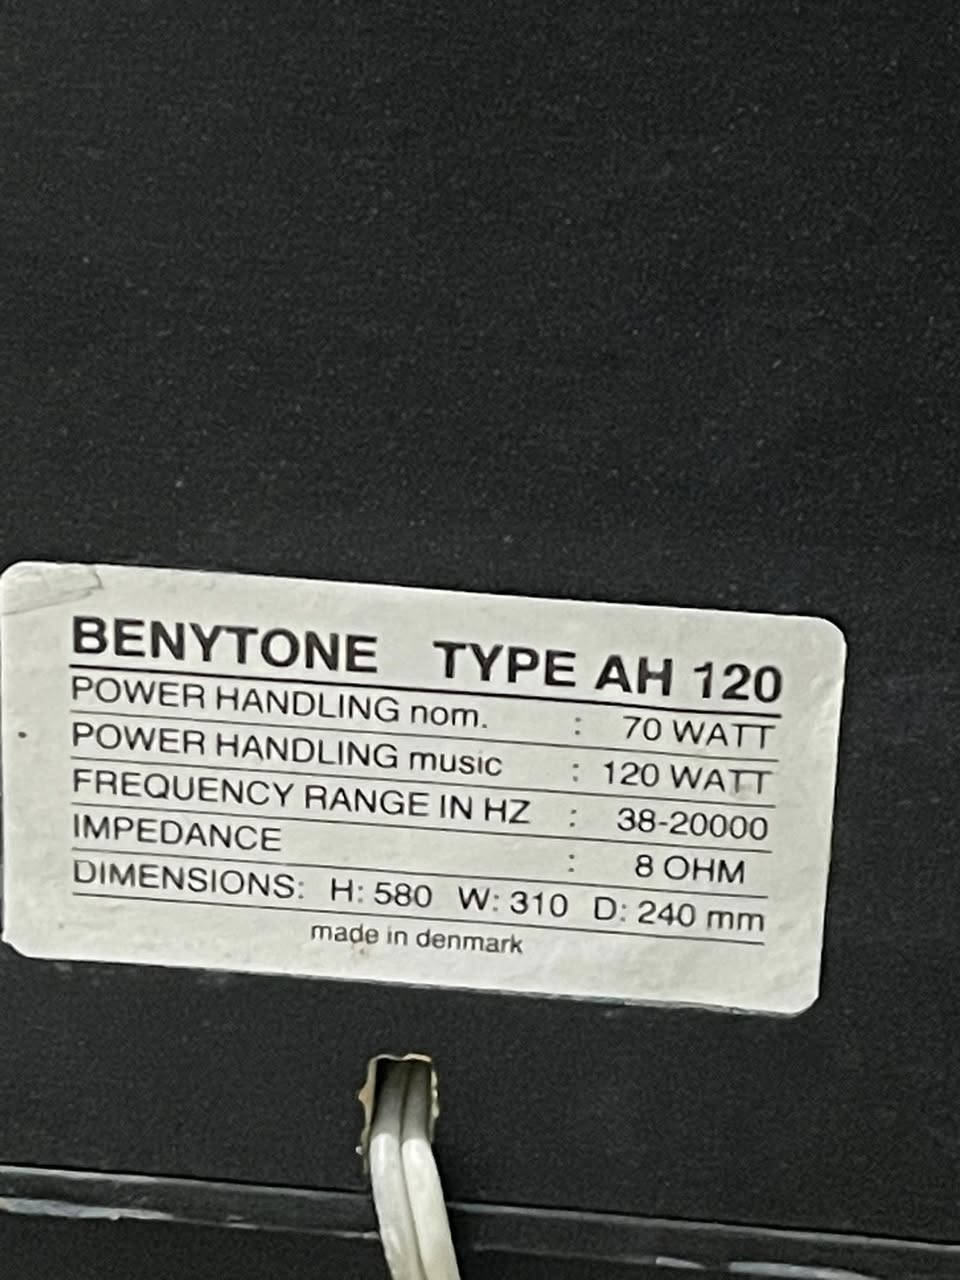 BENYTONE TYPE AH 120
POWER HANDLING nom. : 70 WATT
POWER HANDLING music : 120 WATT
FREQUENCY RANGE IN HZ : 38-20000
IMPEDANCE : 8 OHM
DIMENSIONS: H: 580 W: 310 D: 240 mm
made in denmark